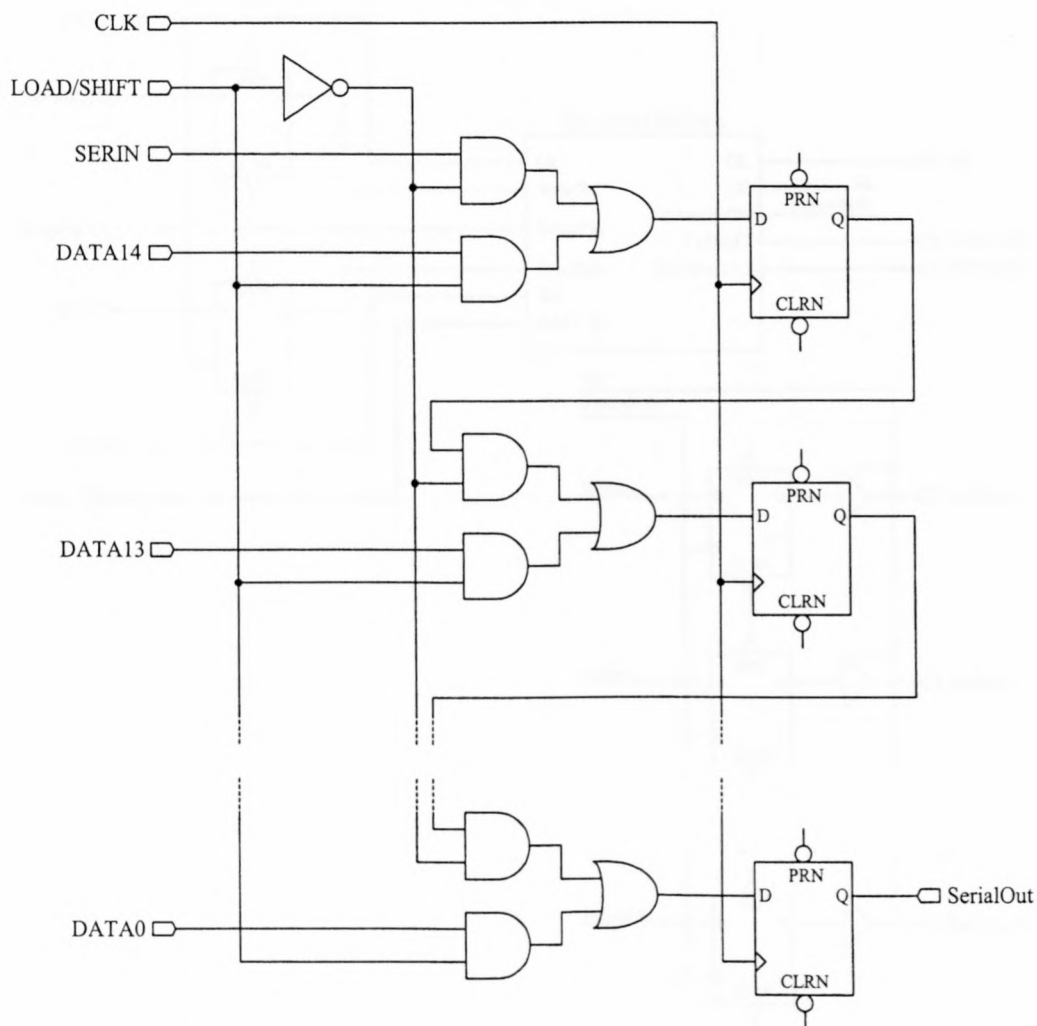 CLK
LOAD/SHIFT
SERIN
PRN
D Q
DATA14
CLRN
PRN
D Q
DATA13
CLRN
PRN
D Q SerialOut
DATA0
CLRN